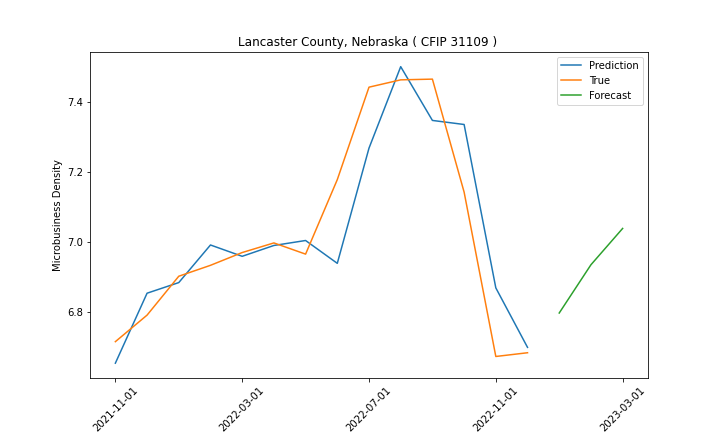 Lancaster County, Nebraska ( CFIP 31109 )
Prediction
True
Forecast
Microbusiness Density
7.4
7.2
7.0
6.8
2021-11-01
2022-03-01
2022-07-01
2022-11-01
2023-03-01